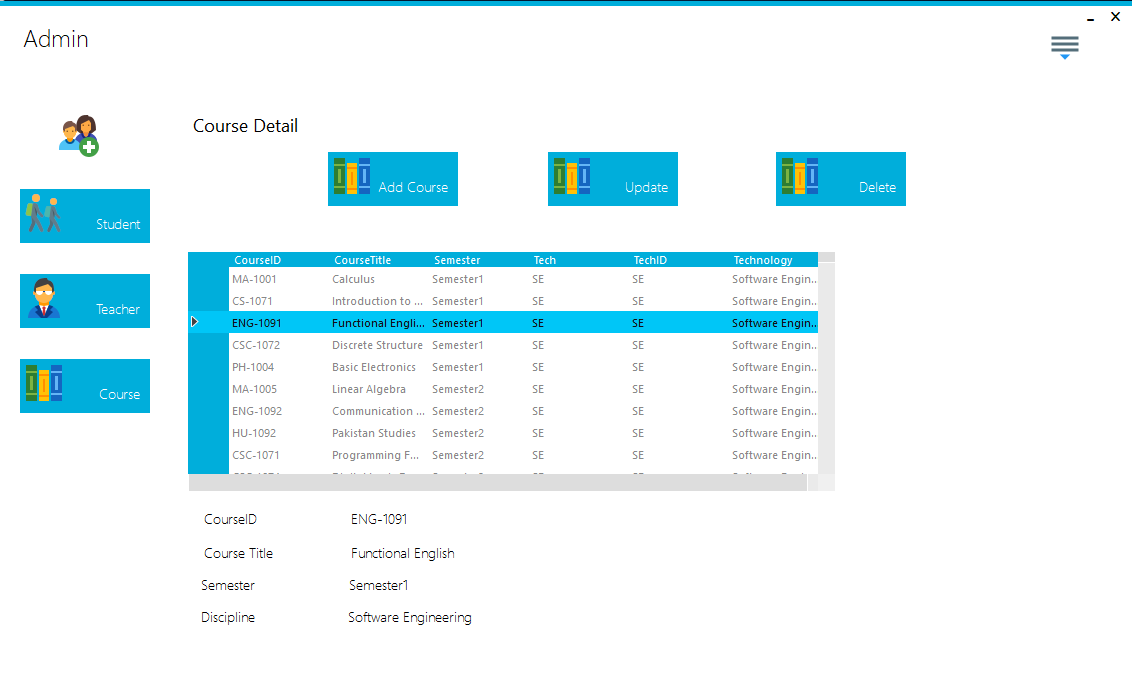 Admin
Course Detail
Add Course Update Delete
Student
Teacher
Course
CourseID CourseTitle Semester Tech TechID Technology
MA-1001 Calculus Semester1 SE SE Software Engin..
CS-1071 Introduction to ... Semester1 SE SE Software Engin..
ENG-1091 Functional Engli... Semester1 SE SE Software Engin..
CSC-1072 Discrete Structure Semester1 SE SE Software Engin..
PH-1004 Basic Electronics Semester1 SE SE Software Engin..
MA-1005 Linear Algebra Semester2 SE SE Software Engin..
ENG-1092 Communication ... Semester2 SE SE Software Engin..
HU-1092 Pakistan Studies Semester2 SE SE Software Engin..
CSC-1071 Programming F... Semester2 SE SE Software Engin..
CourseID ENG-1091
Course Title Functional English
Semester Semester1
Discipline Software Engineering